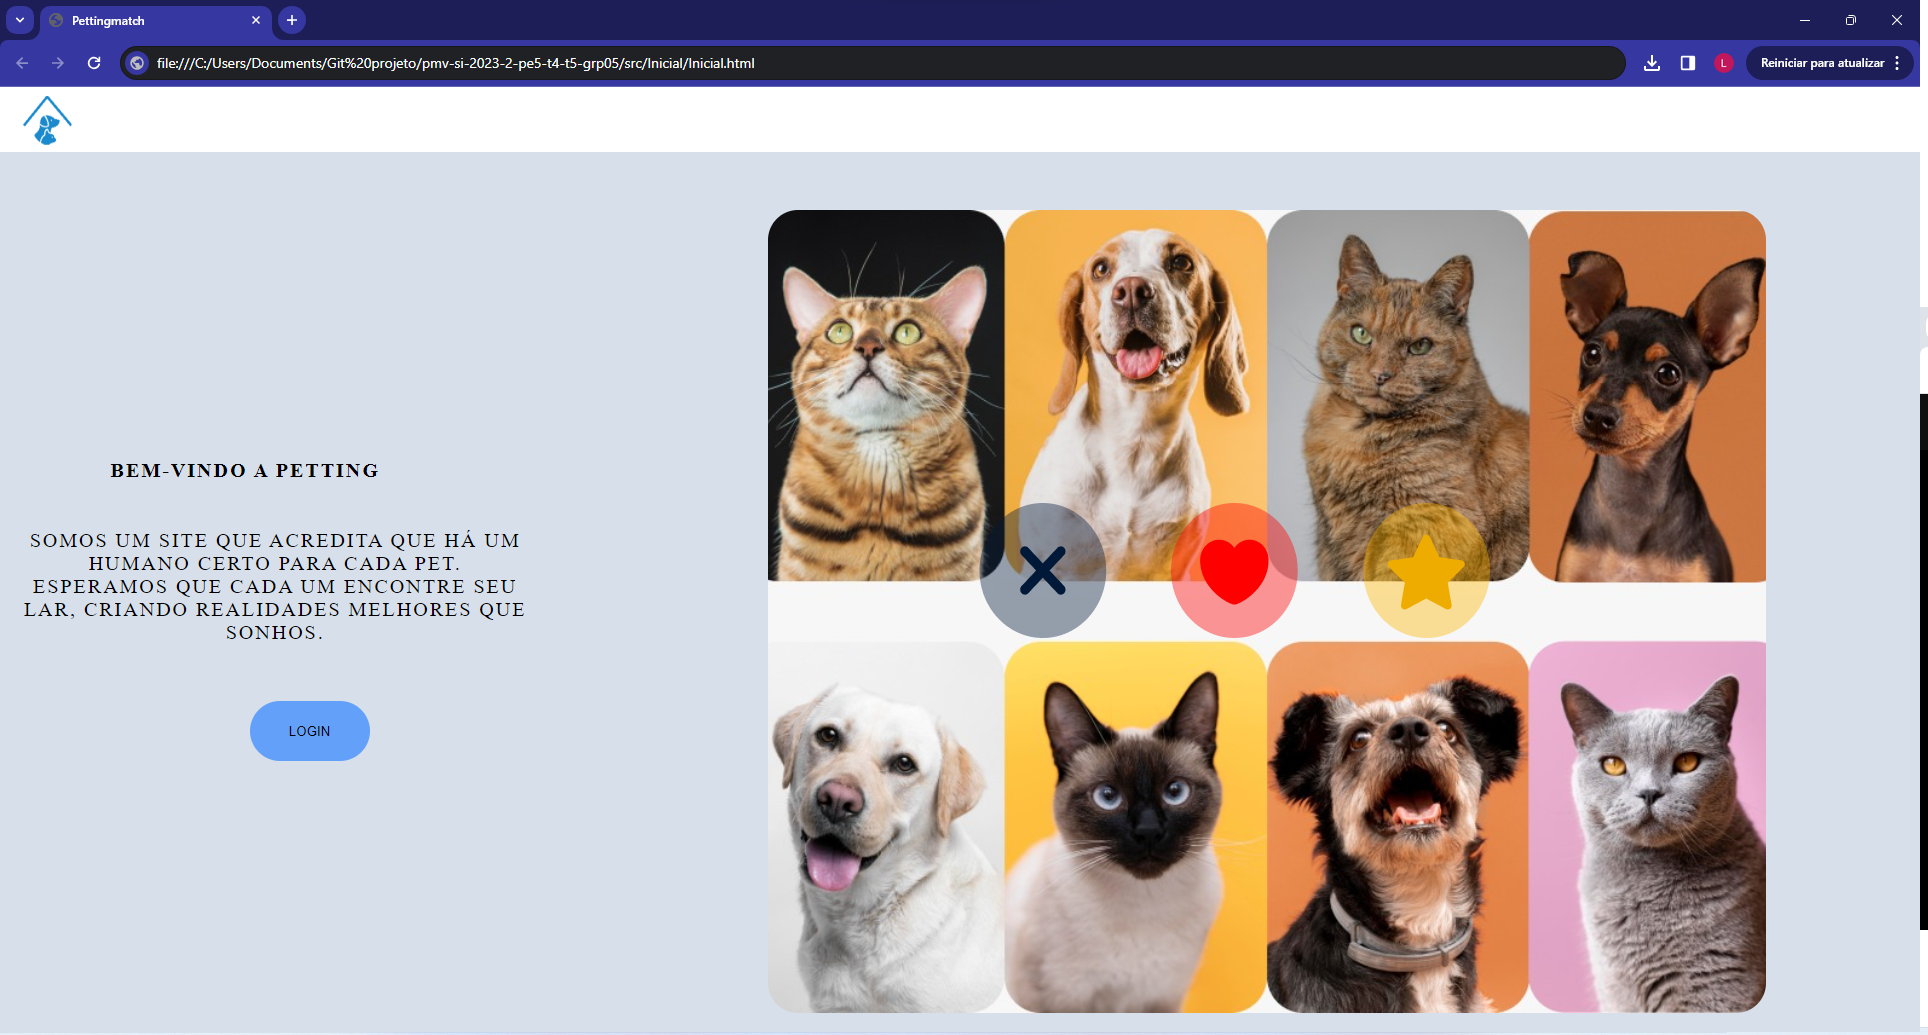 Pettingmatch
file:///C:/Users/Documents/Git%20projeto/pmv-si-2023-2-pe5-t4-t5-grp05/src/Inicial/Inicial.html
L
Reiniciar para atualizar
BEM-VINDO A PETTING
SOMOS UM SITE QUE ACREDITA QUE HÁ UM
HUMANO CERTO PARA CADA PET.
ESPERAMOS QUE CADA UM ENCONTRE SEU
LAR, CRIANDO REALIDADES MELHORES QUE
SONHOS.
LOGIN